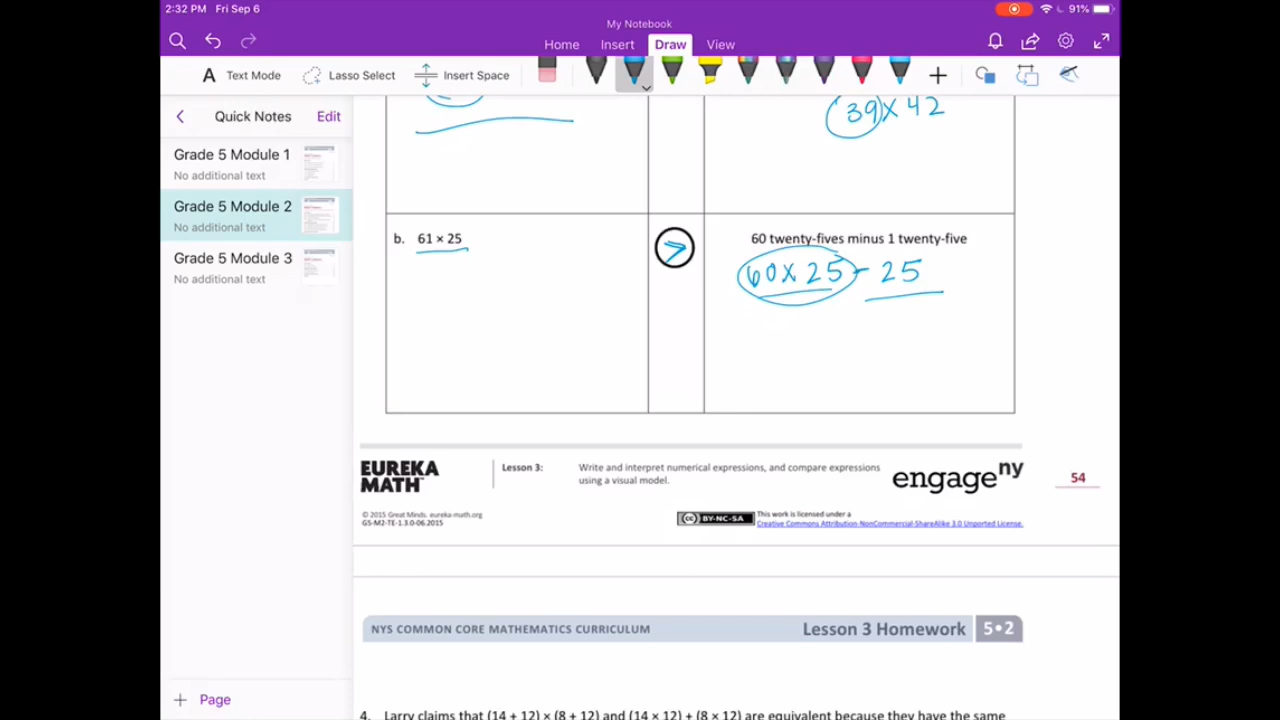 2:32 PM Fri Sep 6
91%
My Notebook
Home Insert Draw View
A Text Mode Lasso Select Insert Space
Quick Notes Edit
Grade 5 Module 1
No additional text
Grade 5 Module 2
No additional text
Grade 5 Module 3
No additional text
Page
39 x 42
b. 61 × 25
>
60 twenty-fives minus 1 twenty-five
60 x 25 - 25
EUREKA
MATH™
Lesson 3:
Write and interpret numerical expressions, and compare expressions
using a visual model.
engage ny
54
© 2015 Great Minds. eureka-math.org
G5-M2-TE-1.3.0-06.2015
cc BY-NC-SA
This work is licensed under a
Creative Commons Attribution-NonCommercial-ShareAlike 3.0 Unported License.
NYS COMMON CORE MATHEMATICS CURRICULUM
Lesson 3 Homework 5•2
4. Larry claims that (14 + 12) × (8 + 12) and (14 × 12) + (8 × 12) are equivalent because they have the same